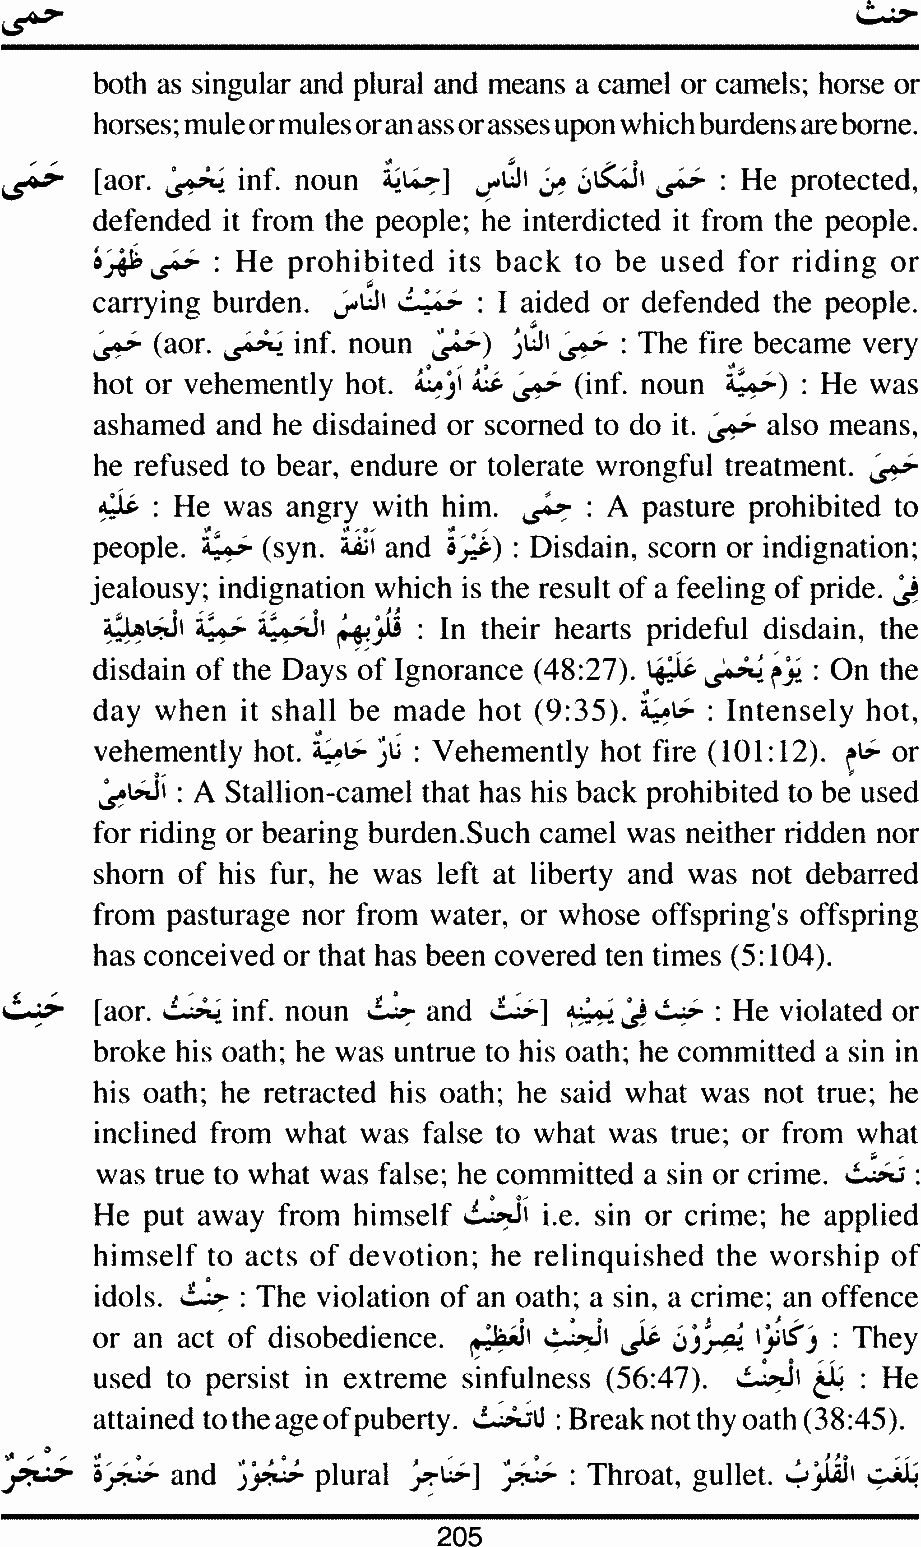 حمى حنث
both as singular and plural and means a camel or camels; horse or
horses; mule or mules or an ass or asses upon which burdens are borne.
حَمَى [aor. يَحْمِيْ inf. noun حِمَايَةٌ] حَمَى الْمَكَانَ مِنَ النَّاسِ : He protected,
defended it from the people; he interdicted it from the people.
حَمَى ظَهْرَهُ : He prohibited its back to be used for riding or
carrying burden. حَمَيْتُ النَّاسَ : I aided or defended the people.
حَمِىَ (aor. يَحْمَى inf. noun حَمْىٌ) حَمِىَ النَّارُ : The fire became very
hot or vehemently hot. حَمِىَ عَنْهُ اَوْمِنْهُ (inf. noun حَمِيَّةٌ) : He was
ashamed and he disdained or scorned to do it. حَمِىَ also means,
he refused to bear, endure or tolerate wrongful treatment. حَمِىَ
عَلَيْهِ : He was angry with him. حِمًى : A pasture prohibited to
people. حَمِيَّةٌ (syn. اَنَفَةٌ and غَيْرَةٌ) : Disdain, scorn or indignation;
jealousy; indignation which is the result of a feeling of pride. فِىْ
قُلُوْبِهِمُ الْحَمِيَّةَ حَمِيَّةَ الْجَاهِلِيَّةِ : In their hearts prideful disdain, the
disdain of the Days of Ignorance (48:27). يَوْمَ يُحْمٰى عَلَيْهَا : On the
day when it shall be made hot (9:35). حَامِيَةٌ : Intensely hot,
vehemently hot. نَارٌ حَامِيَةٌ : Vehemently hot fire (101:12). حَامٍ or
اَلْحَامِىْ : A Stallion-camel that has his back prohibited to be used
for riding or bearing burden.Such camel was neither ridden nor
shorn of his fur, he was left at liberty and was not debarred
from pasturage nor from water, or whose offspring's offspring
has conceived or that has been covered ten times (5:104).
حَنِثَ [aor. يَحْنَثُ inf. noun حِنْثٌ and حَنَثٌ] حَنِثَ فِىْ يَمِيْنِهِ : He violated or
broke his oath; he was untrue to his oath; he committed a sin in
his oath; he retracted his oath; he said what was not true; he
inclined from what was false to what was true; or from what
was true to what was false; he committed a sin or crime. تَحَنَّثَ :
He put away from himself اَلْحِنْثُ i.e. sin or crime; he applied
himself to acts of devotion; he relinquished the worship of
idols. حِنْثٌ : The violation of an oath; a sin, a crime; an offence
or an act of disobedience. وَكَانُوْا يُصِرُّوْنَ عَلَى الْحِنْثِ الْعَظِيْمِ : They
used to persist in extreme sinfulness (56:47). بَلَغَ الْحِنْثَ : He
attained to the age of puberty. لَاتَحْنَثْ : Break not thy oath (38:45).
حَنْجَرٌ حَنْجَرَةٌ and حَنْجُوْرٌ plural حَنَاجِرُ] حَنْجَرٌ : Throat, gullet. بَلَغَتِ الْقُلُوْبُ
205